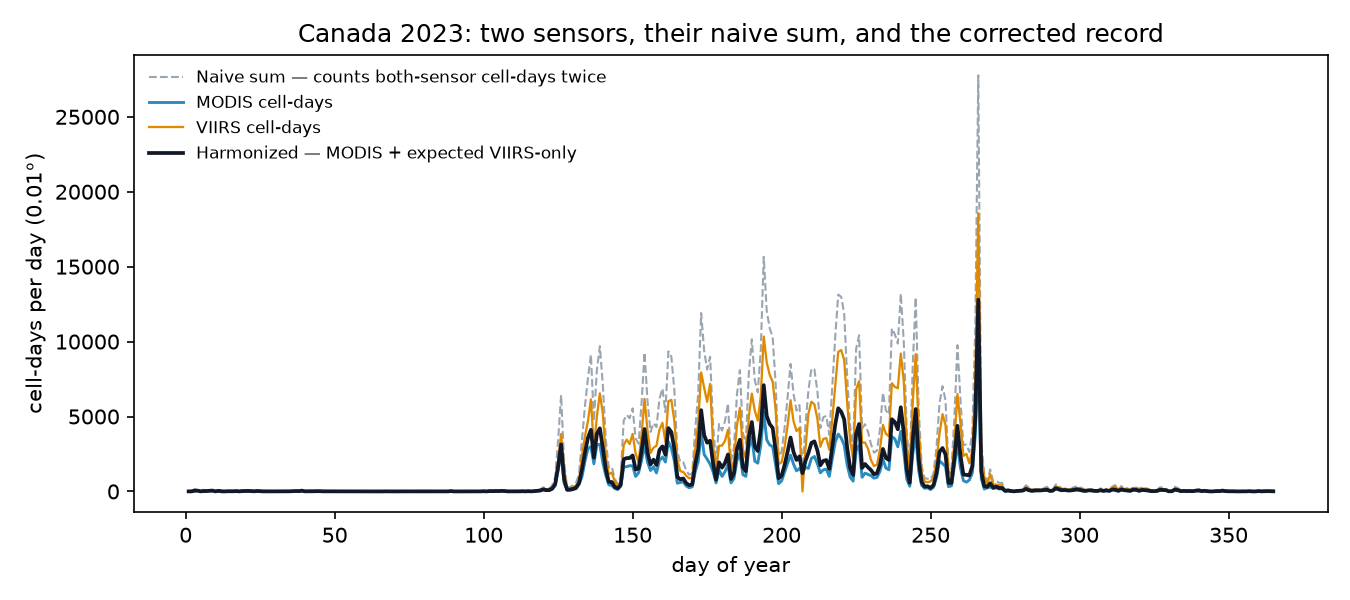 Canada 2023: two sensors, their naive sum, and the corrected record
Naive sum — counts both-sensor cell-days twice
MODIS cell-days
VIIRS cell-days
Harmonized — MODIS + expected VIIRS-only
cell-days per day (0.01°)
25000
20000
15000
10000
5000
0
0 50 100 150 200 250 300 350
day of year